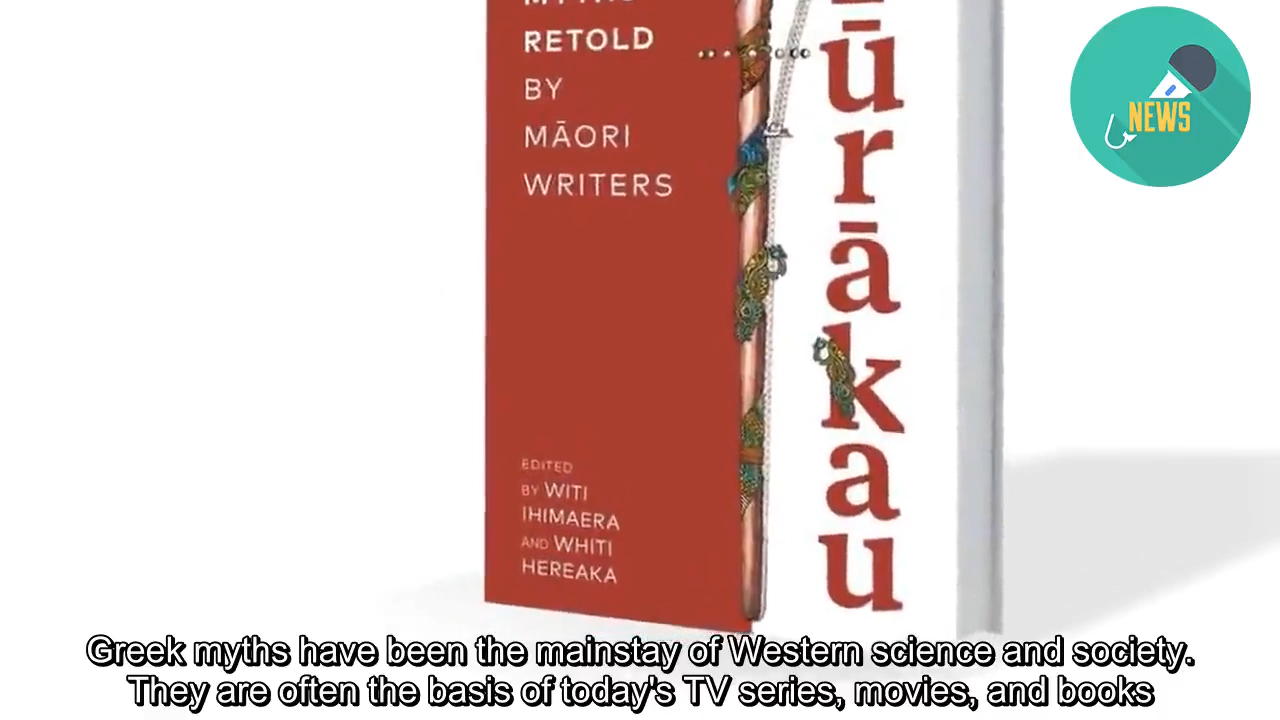 RETOLD
BY
MĀORI
WRITERS
ūrākau
EDITED
BY WITI
IHIMAERA
AND WHITI
HEREAKA
NEWS
Greek myths have been the mainstay of Western science and society.
They are often the basis of today's TV series, movies, and books